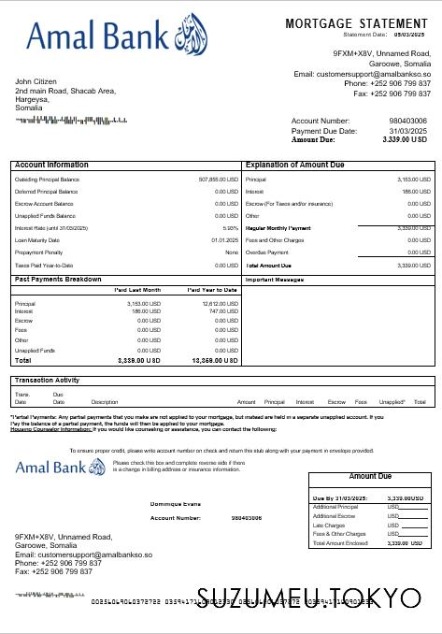 Amal Bank
MORTGAGE STATEMENT
Statement Date: 05/03/2025
9FXM+X8V, Unnamed Road,
Garoowe, Somalia
Email: customersupport@amalbankso.so
Phone: +252 906 799 837
Fax: +252 906 799 837
John Citizen
2nd main Road, Shacab Area,
Hargeysa,
Somalia
Account Number: 980403006
Payment Due Date: 31/03/2025
Amount Due: 3,339.00 USD
Account Information
Outstanding Principal Balance 507,855.00 USD
Deferred Principal Balance 0.00 USD
Escrow Account Balance 0.00 USD
Unapplied Funds Balance 0.00 USD
Interest Rate (until 31/03/2025) 5.90%
Loan Maturity Date 01.01.2025
Prepayment Penalty None
Taxes Paid Year-to-Date 0.00 USD
Explanation of Amount Due
Principal 3,153.00 USD
Interest 186.00 USD
Escrow (For Taxes and/or insurance) 0.00 USD
Other 0.00 USD
Regular Monthly Payment 3,339.00 USD
Fees and Other Charges 0.00 USD
Overdue Payment 0.00 USD
Total Amount Due 3,339.00 USD
Past Payments Breakdown
Paid Last Month Paid Year to Date
Principal 3,153.00 USD 12,612.00 USD
Interest 186.00 USD 747.00 USD
Escrow 0.00 USD 0.00 USD
Fees 0.00 USD 0.00 USD
Other 0.00 USD 0.00 USD
Unapplied Funds 0.00 USD 0.00 USD
Total 3,339.00 USD 13,359.00 USD
Important Messages
Transaction Activity
Trans. Date Due Date Description Amount Principal Interest Escrow Fees Unapplied* Total
*Partial Payments: Any partial payments that you make are not applied to your mortgage, but instead are held in a separate unapplied account. If you
Pay the balance of a partial payment, the funds will then be applied to your mortgage.
Housing Counselor Information: If you would like counseling or assistance, you can contact the following:
To ensure proper credit, please write account number on check and return this stub along with your payment in envelope provided.
Amal Bank
Please check this box and complete reverse side if there
is a change in billing address or insurance information.
Dominique Evans
Account Number: 980403006
Amount Due
Due By 31/03/2025: 3,339.00USD
Additional Principal USD
Additional Escrow USD
Late Charges USD
Fees & Other Charges USD
Total Amount Enclosed 3,339.00 USD
9FXM+X8V, Unnamed Road,
Garoowe, Somalia
Email: customersupport@amalbankso.so
Phone: +252 906 799 837
Fax: +252 906 799 837
SUZUMEU.TOKYO